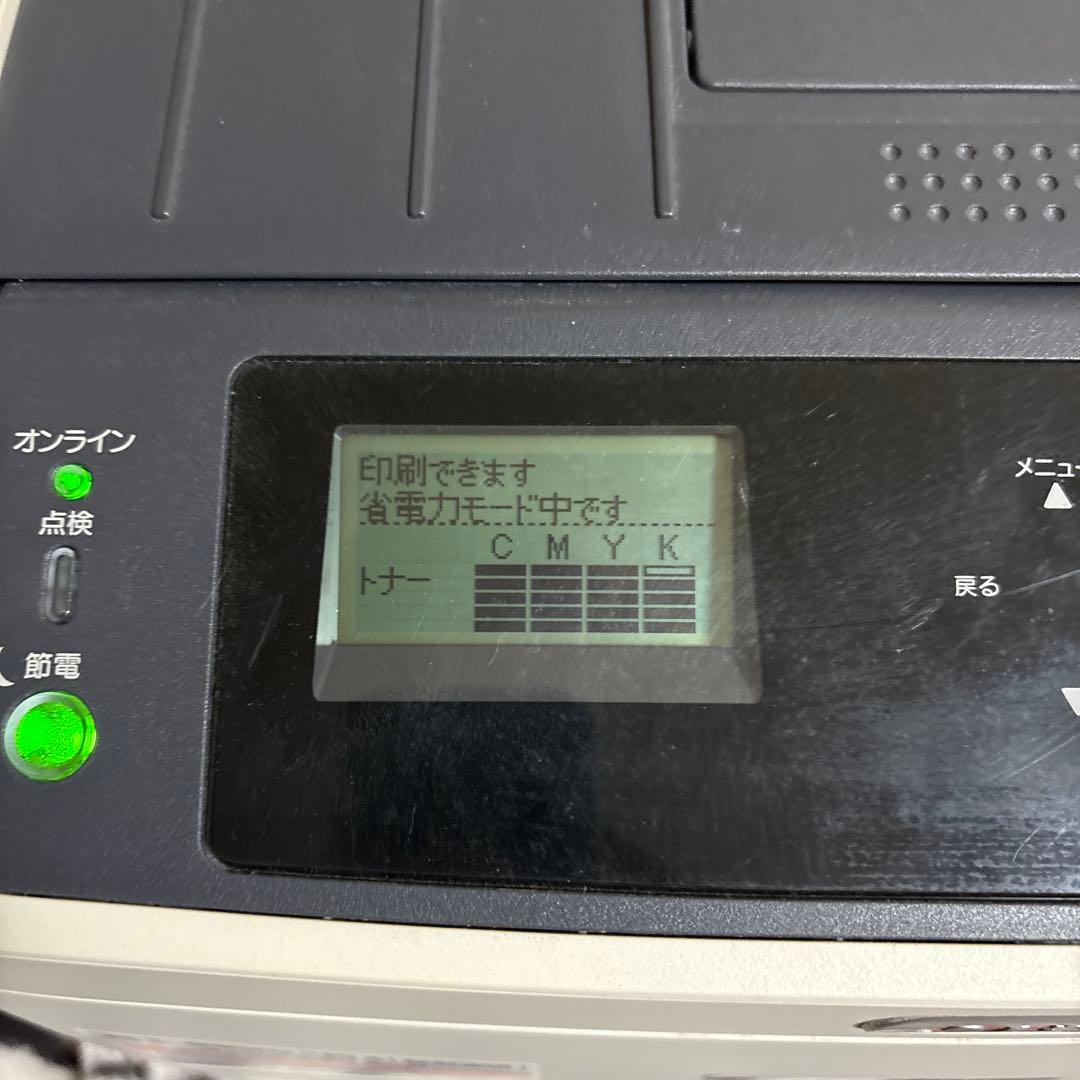 オンライン
点検
節電
印刷できます
省電力モード中です
C M Y K
トナー
メニュー
戻る